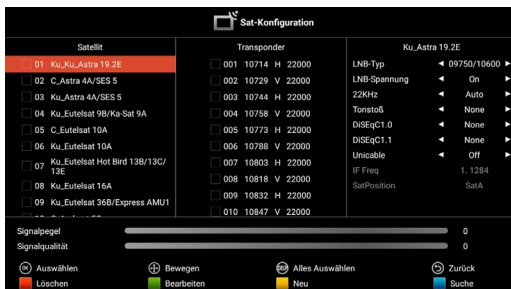 Sat-Konfiguration
Satellit
01 Ku_Ku_Astra 19.2E
02 C_Astra 4A/SES 5
03 Ku_Astra 4A/SES 5
04 Ku_Eutelsat 9B/Ka-Sat 9A
05 C_Eutelsat 10A
06 Ku_Eutelsat 10A
07 Ku_Eutelsat Hot Bird 13B/13C/
13E
08 Ku_Eutelsat 16A
09 Ku_Eutelsat 36B/Express AMU1
Transponder
001 10714 H 22000
002 10729 V 22000
003 10744 H 22000
004 10758 V 22000
005 10773 H 22000
006 10788 V 22000
007 10803 H 22000
008 10818 V 22000
009 10832 H 22000
010 10847 V 22000
Ku_Astra 19.2E
LNB-Typ 09750/10600
LNB-Spannung On
22KHz Auto
Tonstoß None
DiSEqC1.0 None
DiSEqC1.1 None
Unicable Off
IF Freq 1. 1284
SatPosition SatA
Signalpegel 0
Signalqualität 0
OK Auswählen
Bewegen
DISP Alles Auswählen
Zurück
Löschen
Bearbeiten
Neu
Suche